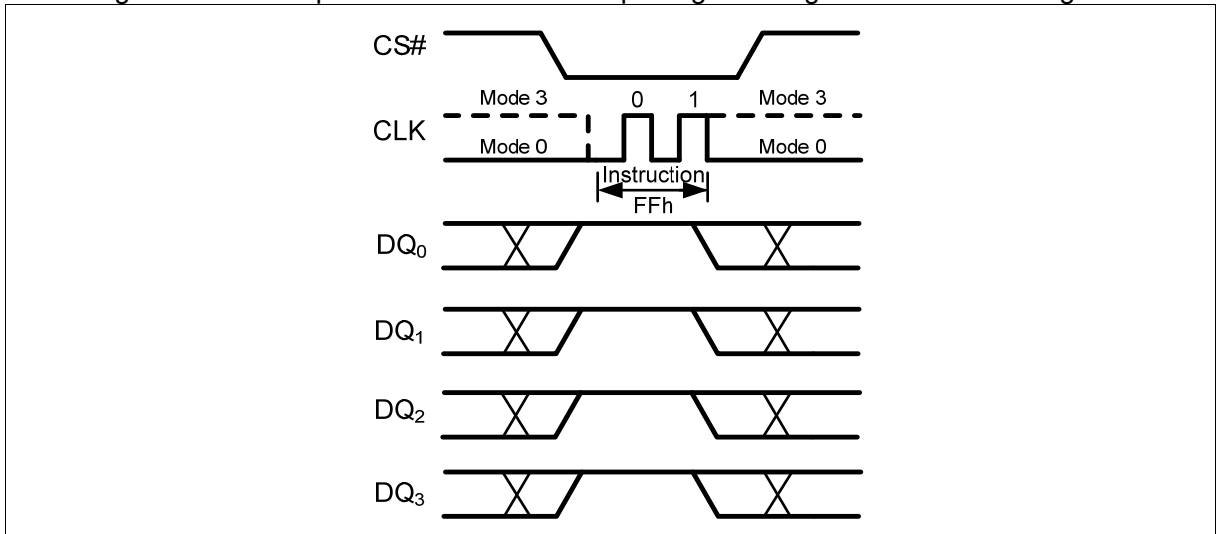 CS#
Mode 3 0 1 Mode 3
CLK
Mode 0 Mode 0
Instruction
FFh
DQ0
DQ1
DQ2
DQ3